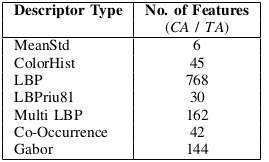 Descriptor Type No. of Features
(CA / TA)
MeanStd 6
ColorHist 45
LBP 768
LBPriu81 30
Multi LBP 162
Co-Occurrence 42
Gabor 144